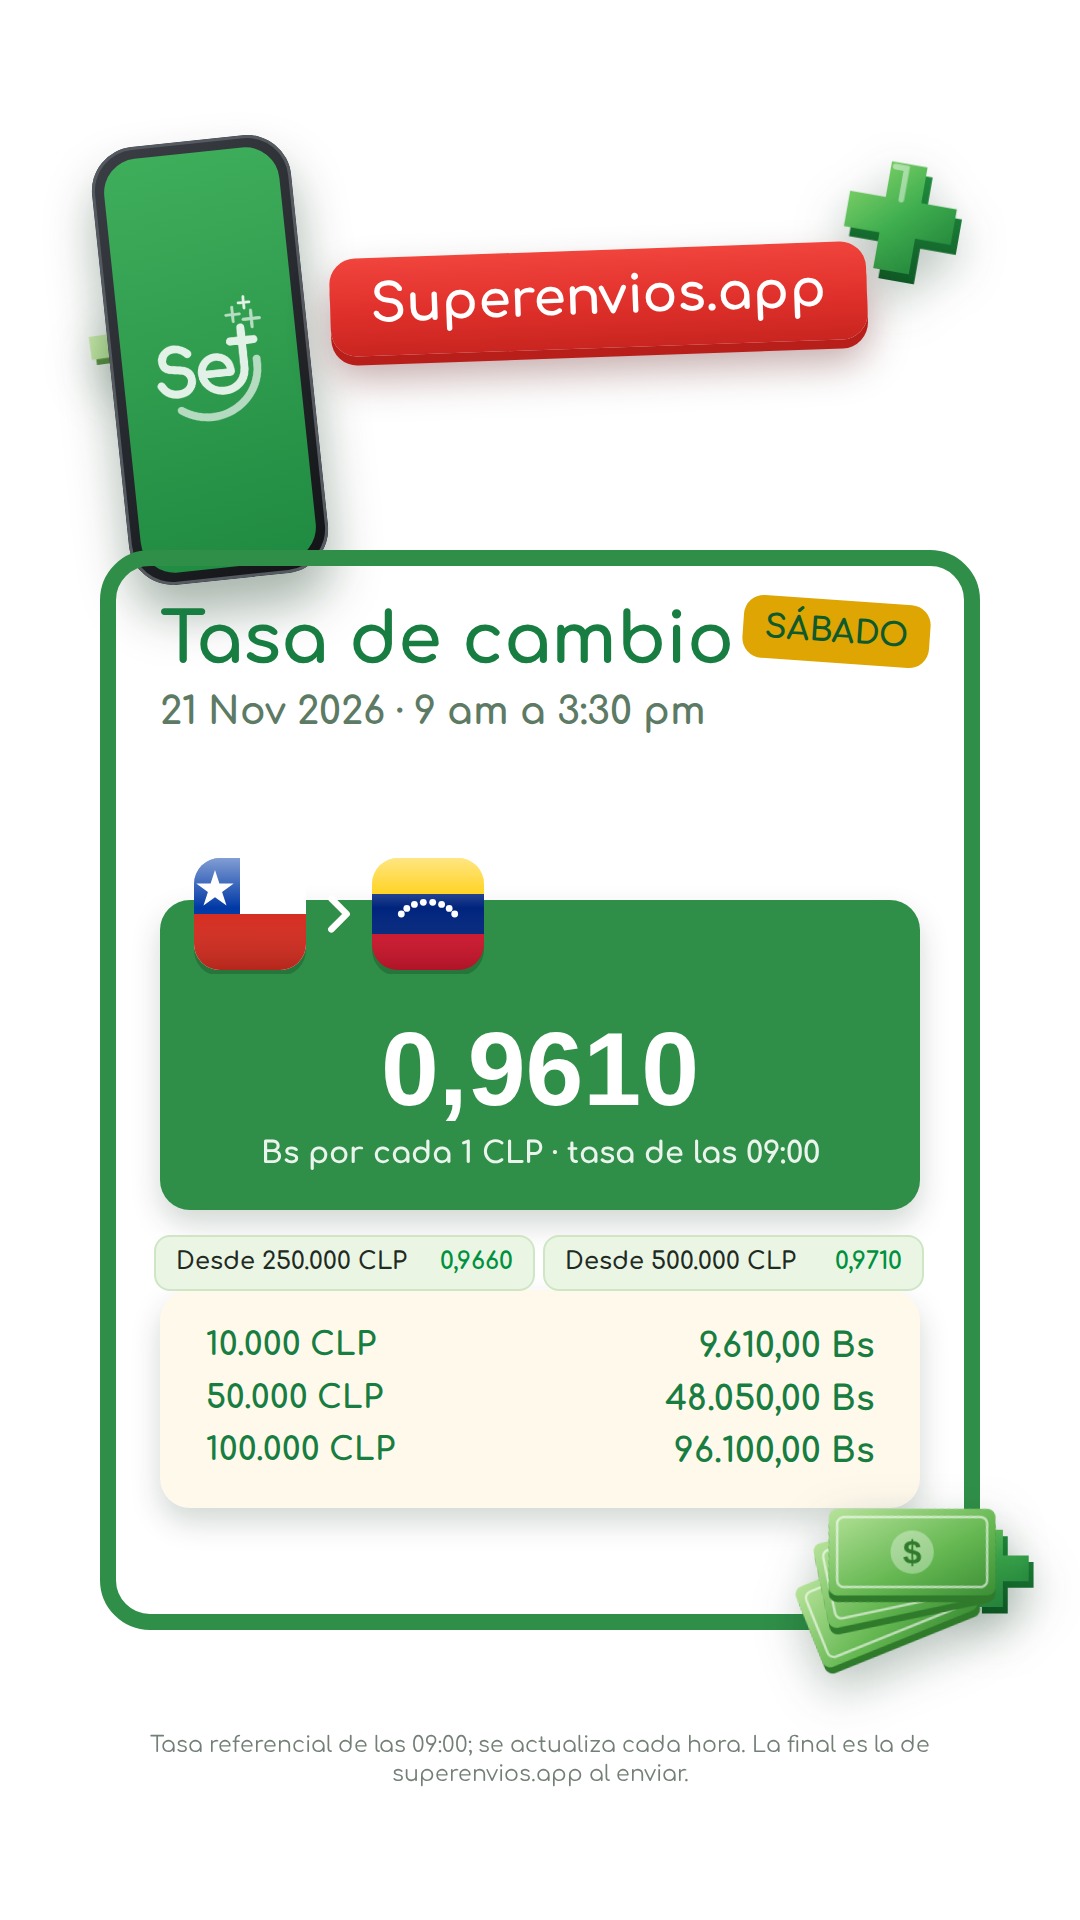 Set
Superenvios.app
Tasa de cambio
SÁBADO
21 Nov 2026 · 9 am a 3:30 pm
0,9610
Bs por cada 1 CLP · tasa de las 09:00
Desde 250.000 CLP 0,9660
Desde 500.000 CLP 0,9710
10.000 CLP 9.610,00 Bs
50.000 CLP 48.050,00 Bs
100.000 CLP 96.100,00 Bs
$
Tasa referencial de las 09:00; se actualiza cada hora. La final es la de
superenvios.app al enviar.